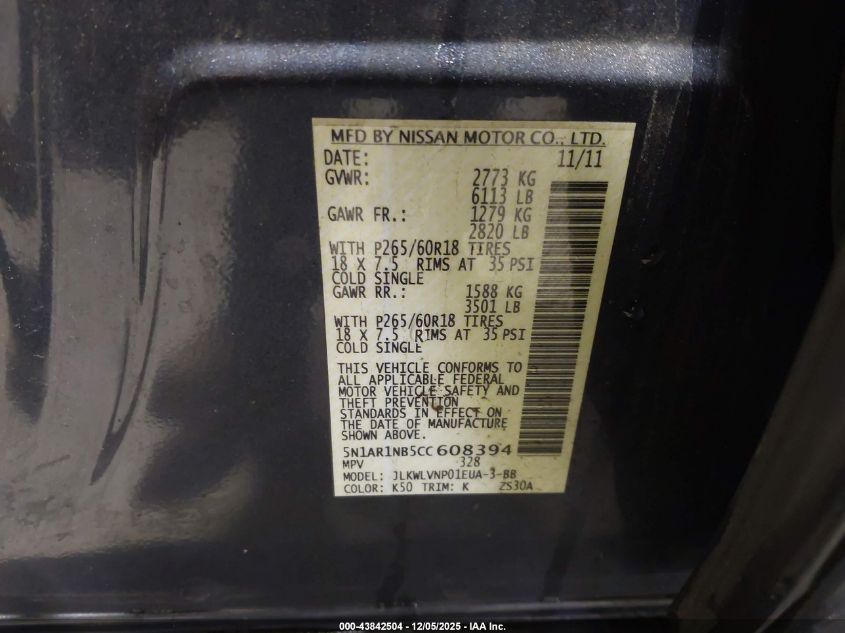 MFD BY NISSAN MOTOR CO., LTD.
DATE: 11/11
GVWR: 2773 KG
6113 LB
GAWR FR.: 1279 KG
2820 LB
WITH P265/60R18 TIRES
18 X 7.5 RIMS AT 35 PSI
COLD SINGLE
GAWR RR.: 1588 KG
3501 LB
WITH P265/60R18 TIRES
18 X 7.5 RIMS AT 35 PSI
COLD SINGLE
THIS VEHICLE CONFORMS TO
ALL APPLICABLE FEDERAL
MOTOR VEHICLE SAFETY AND
THEFT PREVENTION
STANDARDS IN EFFECT ON
THE DATE OF MANUFACTURE
SHOWN ABOVE.
5N1AR1NB5CC608394
MPV 328
MODEL: JLKWLVNP01EUA-3-BB
COLOR: K50 TRIM: K ZS30A
000-43842504 - 12/05/2025 - IAA Inc.